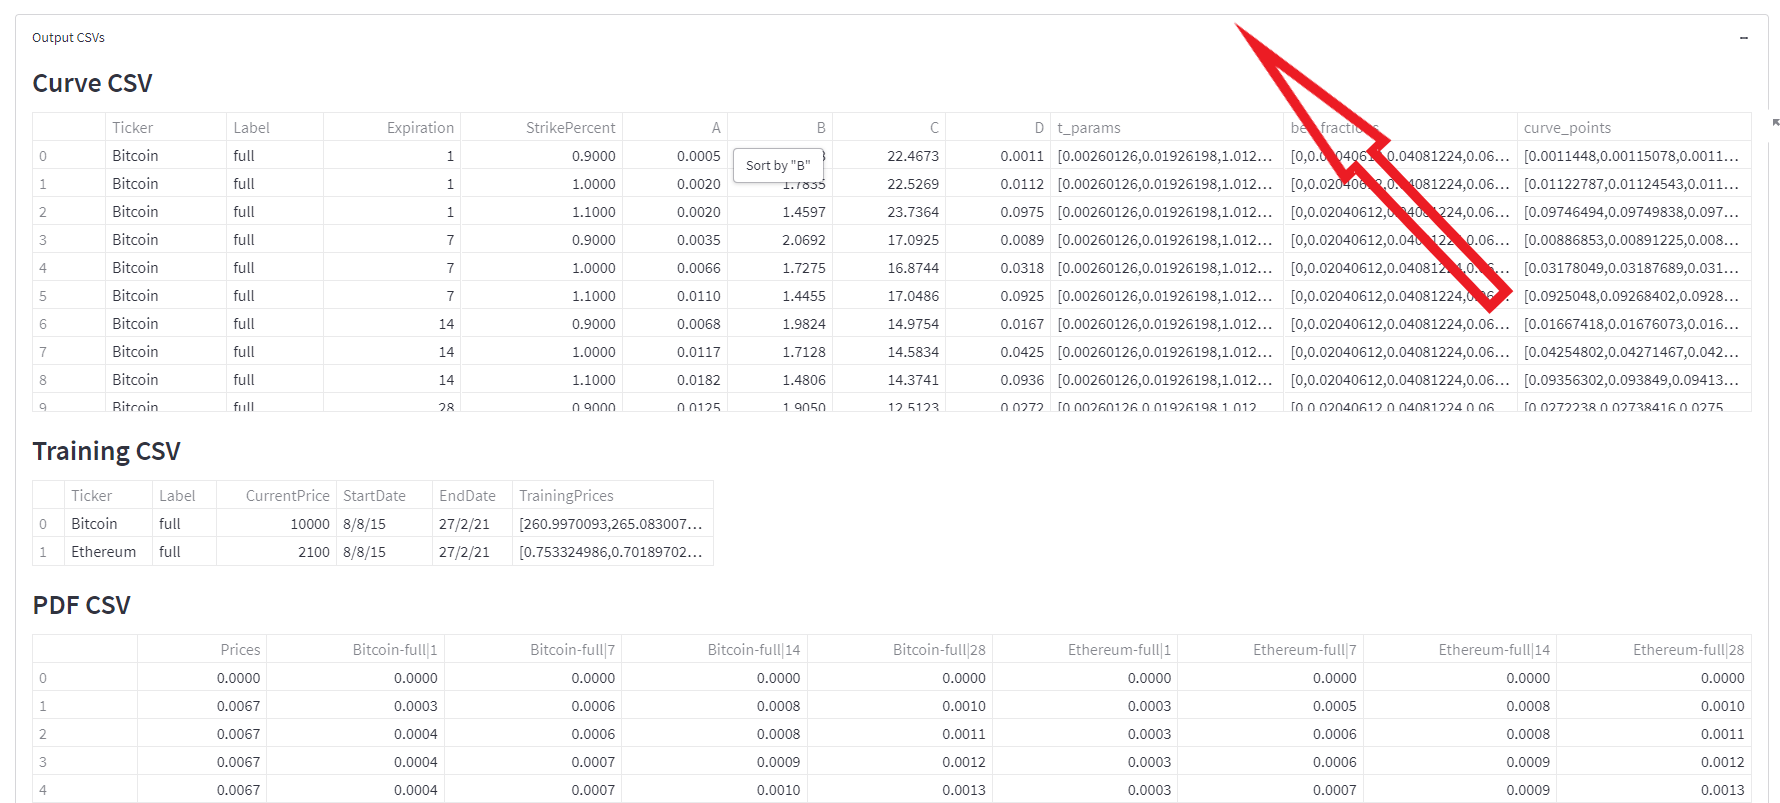 Output CSVs
Curve CSV
Ticker Label Expiration StrikePercent A B C D t_params curve_points
0 Bitcoin full 1 0.9000 0.0005 22.4673 0.0011 [0.00260126,0.01926198,1.012... [0,0.02040612,0.04081224,0.06... [0.0011448,0.00115078,0.0011...
Sort by "B"
1 Bitcoin full 1 1.0000 0.0020 1.7835 22.5269 0.0112 [0.00260126,0.01926198,1.012... [0,0.02040612,0.04081224,0.06... [0.01122787,0.01124543,0.011...
2 Bitcoin full 1 1.1000 0.0020 1.4597 23.7364 0.0975 [0.00260126,0.01926198,1.012... [0,0.02040612,0.04081224,0.06... [0.09746494,0.09749838,0.097...
3 Bitcoin full 7 0.9000 0.0035 2.0692 17.0925 0.0089 [0.00260126,0.01926198,1.012... [0,0.02040612,0.04081224,0.06... [0.00886853,0.00891225,0.008...
4 Bitcoin full 7 1.0000 0.0066 1.7275 16.8744 0.0318 [0.00260126,0.01926198,1.012... [0,0.02040612,0.04081224,0.06... [0.03178049,0.03187689,0.031...
5 Bitcoin full 7 1.1000 0.0110 1.4455 17.0486 0.0925 [0.00260126,0.01926198,1.012... [0,0.02040612,0.04081224,0.06... [0.0925048,0.09268402,0.0928...
6 Bitcoin full 14 0.9000 0.0068 1.9824 14.9754 0.0167 [0.00260126,0.01926198,1.012... [0,0.02040612,0.04081224,0.06... [0.01667418,0.01676073,0.016...
7 Bitcoin full 14 1.0000 0.0117 1.7128 14.5834 0.0425 [0.00260126,0.01926198,1.012... [0,0.02040612,0.04081224,0.06... [0.04254802,0.04271467,0.042...
8 Bitcoin full 14 1.1000 0.0182 1.4806 14.3741 0.0936 [0.00260126,0.01926198,1.012... [0,0.02040612,0.04081224,0.06... [0.09356302,0.093849,0.09413...
9 Bitcoin full 28 0.9000 0.0125 1.9050 12.5123 0.0272 [0.00260126,0.01926198,1.012... [0,0.02040612,0.04081224,0.06... [0.0272238,0.02738416,0.0275...
Training CSV
Ticker Label CurrentPrice StartDate EndDate TrainingPrices
0 Bitcoin full 10000 8/8/15 27/2/21 [260.9970093,265.083007...
1 Ethereum full 2100 8/8/15 27/2/21 [0.753324986,0.70189702...
PDF CSV
Prices Bitcoin-full|1 Bitcoin-full|7 Bitcoin-full|14 Bitcoin-full|28 Ethereum-full|1 Ethereum-full|7 Ethereum-full|14 Ethereum-full|28
0 0.0000 0.0000 0.0000 0.0000 0.0000 0.0000 0.0000 0.0000 0.0000
1 0.0067 0.0003 0.0006 0.0008 0.0010 0.0003 0.0005 0.0008 0.0010
2 0.0067 0.0004 0.0006 0.0008 0.0011 0.0003 0.0006 0.0008 0.0011
3 0.0067 0.0004 0.0007 0.0009 0.0012 0.0003 0.0006 0.0009 0.0012
4 0.0067 0.0004 0.0007 0.0010 0.0013 0.0003 0.0007 0.0009 0.0013